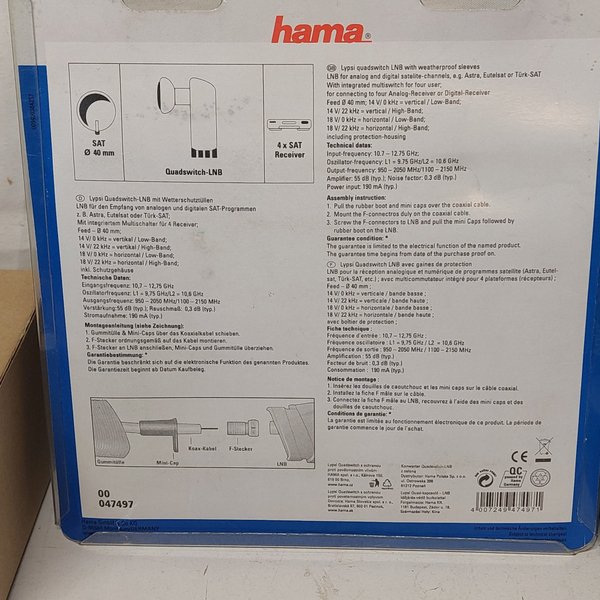 hama®
SAT
Ø 40 mm
Quadswitch-LNB
4 x SAT
Receiver
D Lypsi Quadswitch-LNB mit Wetterschutztüllen
LNB für den Empfang von analogen und digitalen SAT-Programmen
z. B. Astra, Eutelsat oder Türk-SAT;
Mit integriertem Multischalter für 4 Receiver;
Feed – Ø 40 mm;
14 V/ 0 kHz = vertikal / Low-Band;
14 V/ 22 kHz = vertikal / High-Band;
18 V/ 0 kHz = horizontal / Low-Band;
18 V/ 22 kHz = horizontal / High-Band;
inkl. Schutzgehäuse
Technische Daten:
Eingangsfrequenz: 10,7 – 12,75 GHz;
Oszillatorfrequenz: L1 = 9,75 GHz/L2 = 10,6 GHz
Ausgangsfrequenz: 950 – 2050 MHz/1100 – 2150 MHz
Verstärkung: 55 dB (typ.); Rauschmaß: 0,3 dB (typ.)
Stromaufnahme: 190 mA (typ.)
Montageanleitung (siehe Zeichnung):
1. Gummitülle & Mini-Caps über das Koaxialkabel schieben.
2. F-Stecker ordnungsgemäß auf das Kabel montieren.
3. F-Stecker an LNB anschließen, Mini-Caps und Gummitülle überziehen.
Garantiebestimmung: *
Die Garantie beschränkt sich auf die elektronische Funktion des genannten Produktes.
Die Garantiezeit beginnt ab Datum Kaufbeleg.
Gummitülle
Mini-Cap
Koax-Kabel
F-Stecker
LNB
00
047497
GB Lypsi quadswitch LNB with weatherproof sleeves
LNB for analog and digital satelite-channels, e.g. Astra, Eutelsat or Türk-SAT
With integrated multiswitch for four user;
for connecting to four Analog-Receiver or Digital-Receiver
Feed Ø 40 mm; 14 V/ 0 kHz = vertical / Low-Band;
14 V/ 22 kHz = vertical / High-Band;
18 V/ 0 kHz = horizontal / Low-Band;
18 V/ 22 kHz = horizontal / High-Band;
including protection-housing
Technical datas:
Input-frequency: 10.7 – 12.75 GHz;
Oszillator-frequency: L1 = 9.75 GHz/L2 = 10.6 GHz
Output-frequency: 950 – 2050 MHz/1100 – 2150 MHz
Amplifier: 55 dB (typ.); Noise factor: 0.3 dB (typ.)
Power input: 190 mA (typ.)
Assembly instruction:
1. Pull the rubber boot and mini caps over the coaxial cable.
2. Mount the F-connectros duly on the coaxial cable.
3. Screw the F-connectors to LNB and pull the mini Caps followed by
rubber boot on the LNB.
Guarantee condition: *
The guarantee is limited to the electrical function of the named product.
The guarantee time begins from date of the purchase proof on.
F Lypsi Quadswitch LNB avec gaines de protection
LNB pour la réception analogique et numérique de programmes satellite (Astra, Eutel-
sat, Türk-SAT, etc.) ; avec multicommutateur intégré pour 4 plateformes (récepteurs) ;
Feed - Ø 40 mm ;
14 V/ 0 kHz = verticale / bande basse ;
14 V/ 22 kHz = verticale / bande haute ;
18 V/ 0 kHz = horizontale / bande basse ;
18 V/ 22 kHz = horizontale / bande haute ;
avec boîtier de protection ;
Fiche technique :
Fréquence d'entrée : 10,7 – 12,75 GHz ;
Fréquence oscillatoire : L1 = 9,75 GHz / L2 = 10,6 GHz
Fréquence de sortie : 950 – 2050 MHz / 1100 – 2150 MHz
Amplification : 55 dB (typ.)
Facteur de bruit : 0,3 dB (typ.)
Consommation : 190 mA (typ.)
Notice de montage :
1. Insérez les douilles de caoutchouc et les mini caps sur le câble coaxial.
2. Installez la fiche F mâle sur le câble.
3. Connectez la fiche F mâle au LNB, recouvrez à l'aide des mini caps et
douilles de caoutchouc.
Conditions de garantie : *
La garantie est limitée au fonctionnement électronique de ce produit. La période de
garantie commence le jour de l'achat.
CE
QC
4 007249 474971